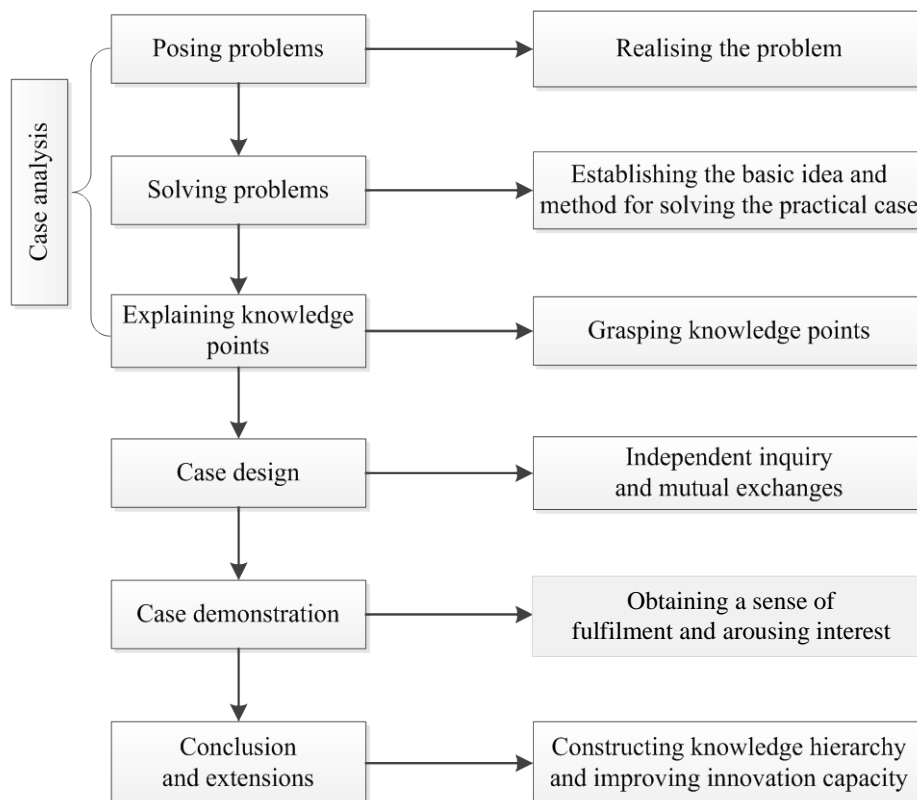 Case analysis
Posing problems
Realising the problem
Solving problems
Establishing the basic idea and
method for solving the practical case
Explaining knowledge
points
Grasping knowledge points
Case design
Independent inquiry
and mutual exchanges
Case demonstration
Obtaining a sense of
fulfilment and arousing interest
Conclusion
and extensions
Constructing knowledge hierarchy
and improving innovation capacity